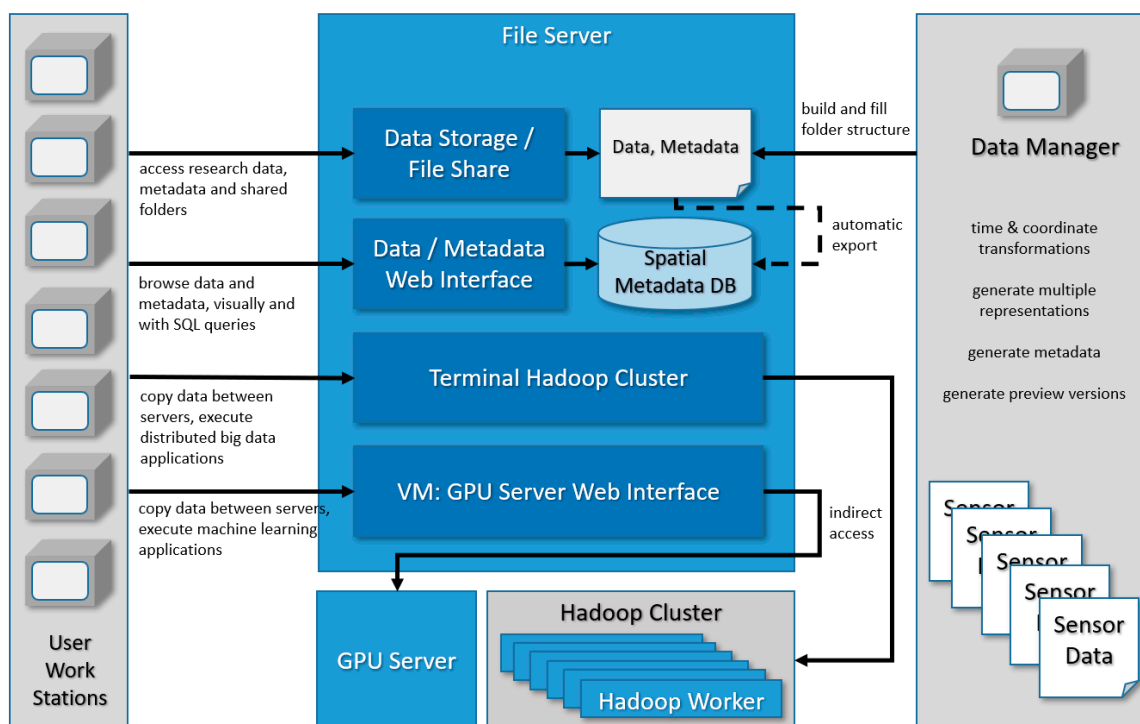 File Server
User
Work
Stations
access research data,
metadata and shared
folders
browse data and
metadata, visually and
with SQL queries
copy data between
servers, execute
distributed big data
applications
copy data between servers,
execute machine learning
applications
Data Storage /
File Share
Data, Metadata
Data / Metadata
Web Interface
Spatial
Metadata DB
Terminal Hadoop Cluster
VM: GPU Server Web Interface
build and fill
folder structure
automatic
export
indirect
access
GPU Server
Hadoop Cluster
Hadoop Worker
Data Manager
time & coordinate
transformations
generate multiple
representations
generate metadata
generate preview versions
Sensor
Sensor
Sensor
Sensor
Sensor
Data